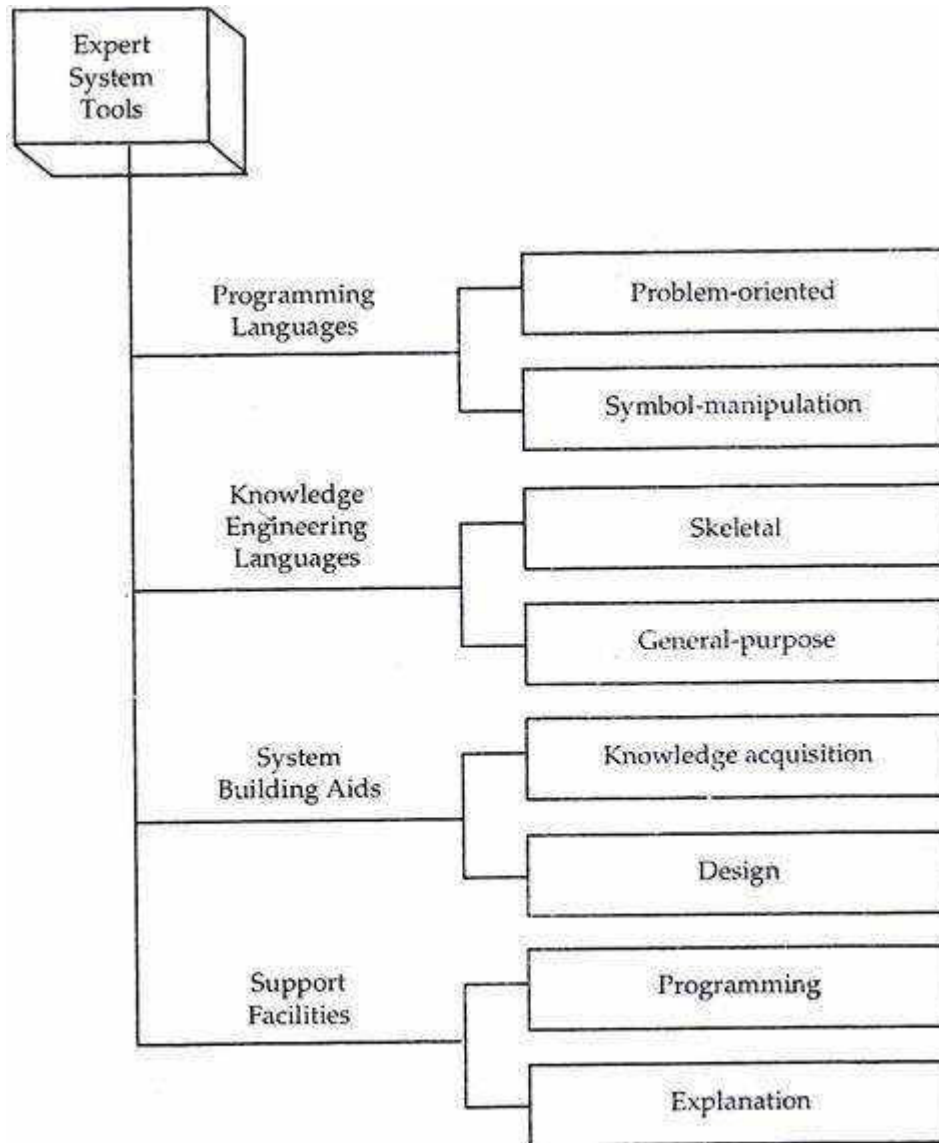 Expert
System
Tools
Programming
Languages
Problem-oriented
Symbol-manipulation
Knowledge
Engineering
Languages
Skeletal
General-purpose
System
Building Aids
Knowledge acquisition
Design
Support
Facilities
Programming
Explanation